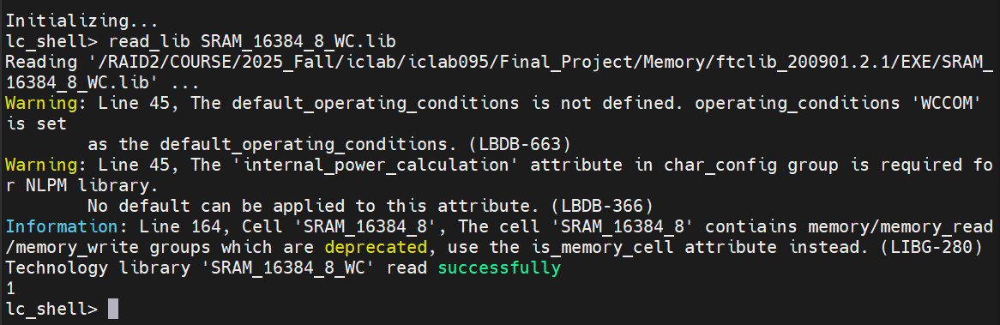 Initializing...
lc_shell> read_lib SRAM_16384_8_WC.lib
Reading '/RAID2/COURSE/2025_Fall/iclab/iclab095/Final_Project/Memory/ftclib_200901.2.1/EXE/SRAM_
16384_8_WC.lib' ...
Warning: Line 45, The default_operating_conditions is not defined. operating_conditions 'WCCOM'
is set
        as the default_operating_conditions. (LBDB-663)
Warning: Line 45, The 'internal_power_calculation' attribute in char_config group is required fo
r NLPM library.
        No default can be applied to this attribute. (LBDB-366)
Information: Line 164, Cell 'SRAM_16384_8', The cell 'SRAM_16384_8' contiains memory/memory_read
/memory_write groups which are deprecated, use the is_memory_cell attribute instead. (LIBG-280)
Technology library 'SRAM_16384_8_WC' read successfully
1
lc_shell>